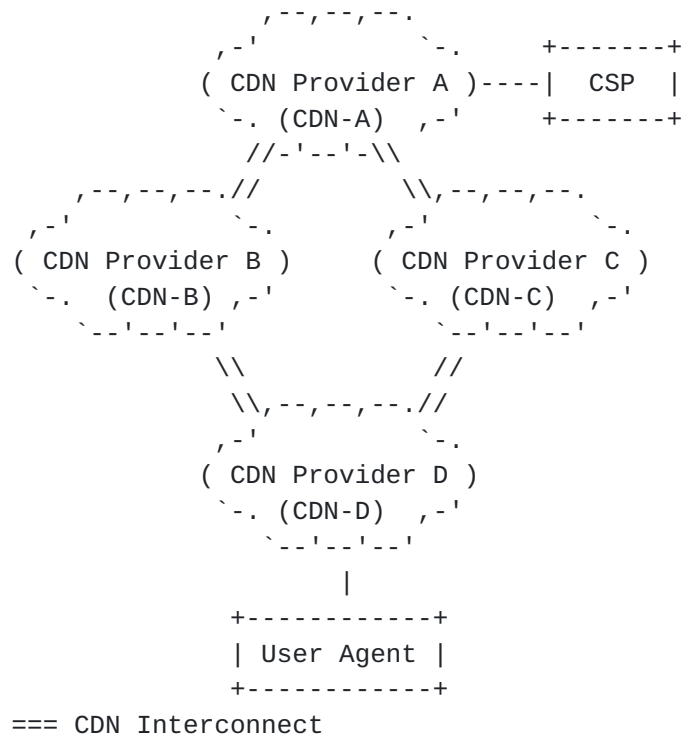 CDN Provider A
CSP
(CDN-A)
CDN Provider B
CDN Provider C
(CDN-B)
(CDN-C)
CDN Provider D
(CDN-D)
User Agent
=== CDN Interconnect